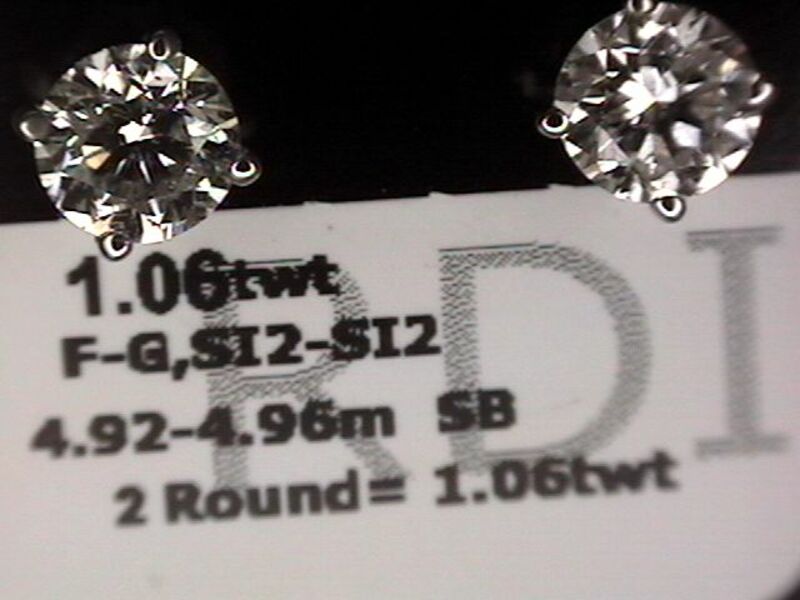 RDI
1.06twt
F-G,SI2-SI2
4.92-4.96m SB
2 Round= 1.06twt